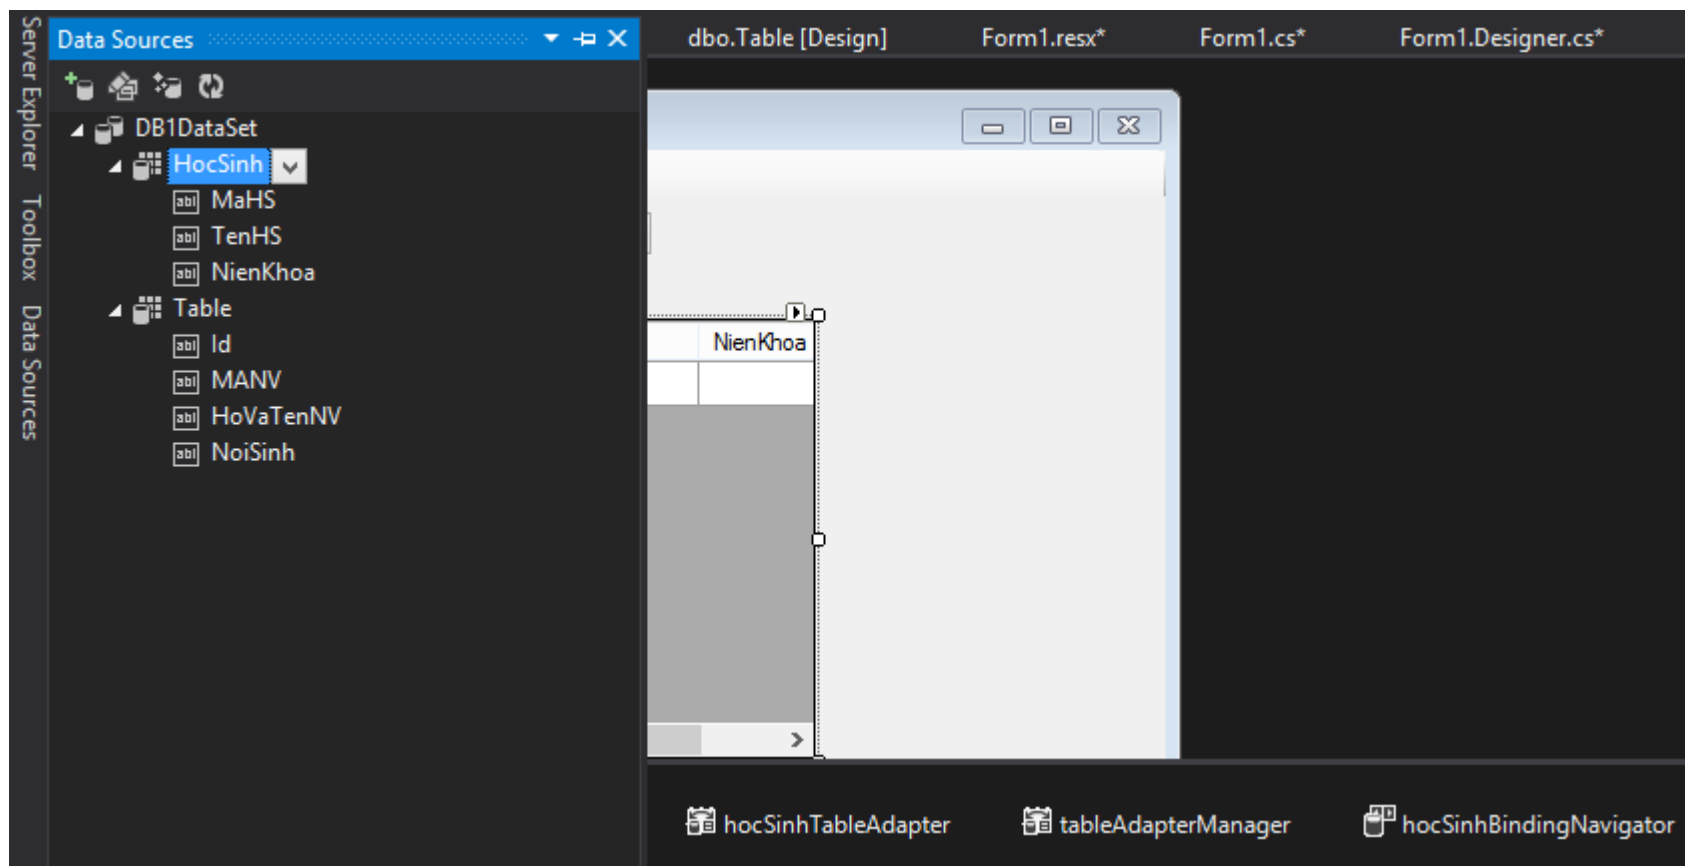 Server Explorer
Toolbox
Data Sources
Data Sources
DB1DataSet
HocSinh
MaHS
TenHS
NienKhoa
Table
Id
MANV
HoVaTenNV
NoiSinh
dbo.Table [Design] Form1.resx* Form1.cs* Form1.Designer.cs*
NienKhoa
hocSinhTableAdapter tableAdapterManager hocSinhBindingNavigator